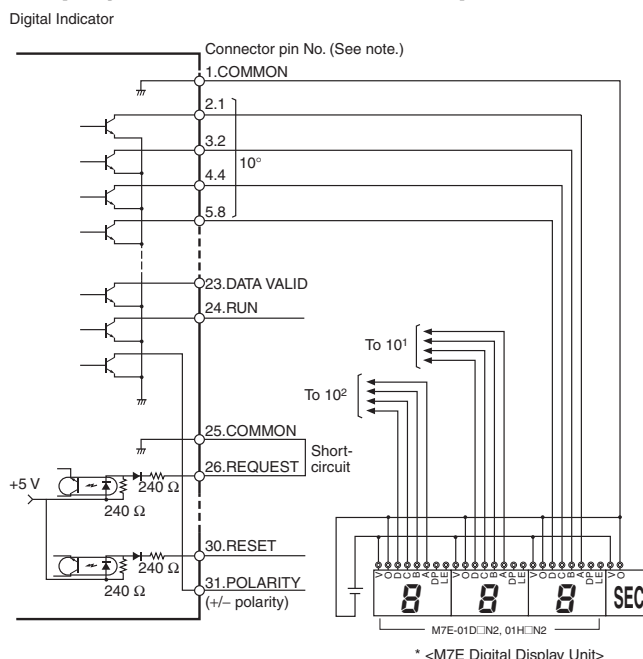 Digital Indicator
Connector pin No. (See note.)
1.COMMON
2.1
3.2
10°
4.4
5.8
23.DATA VALID
24.RUN
To 10¹
To 10²
25.COMMON
Short-
circuit
26.REQUEST
+5 V
240 Ω
240 Ω
30.RESET
240 Ω
31.POLARITY
240 Ω
(+/– polarity)
V O D C B A DP LE V O D C B A DP LE V O D C B A DP LE V O
8 8 8 SEC
M7E-01D□N2, 01H□N2
* <M7E Digital Display Unit>